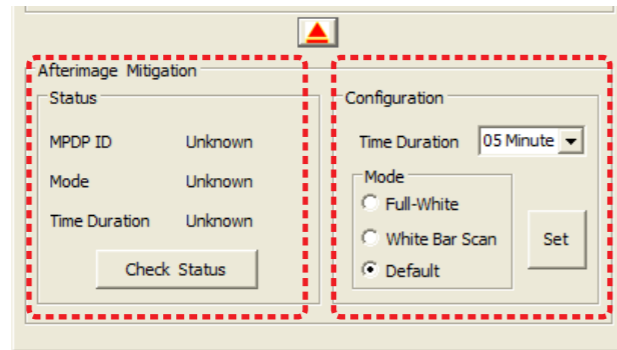 Afterimage Mitigation
Status
MPDP ID Unknown
Mode Unknown
Time Duration Unknown
Check Status
Configuration
Time Duration 05 Minute
Mode
Full-White
White Bar Scan
Default
Set